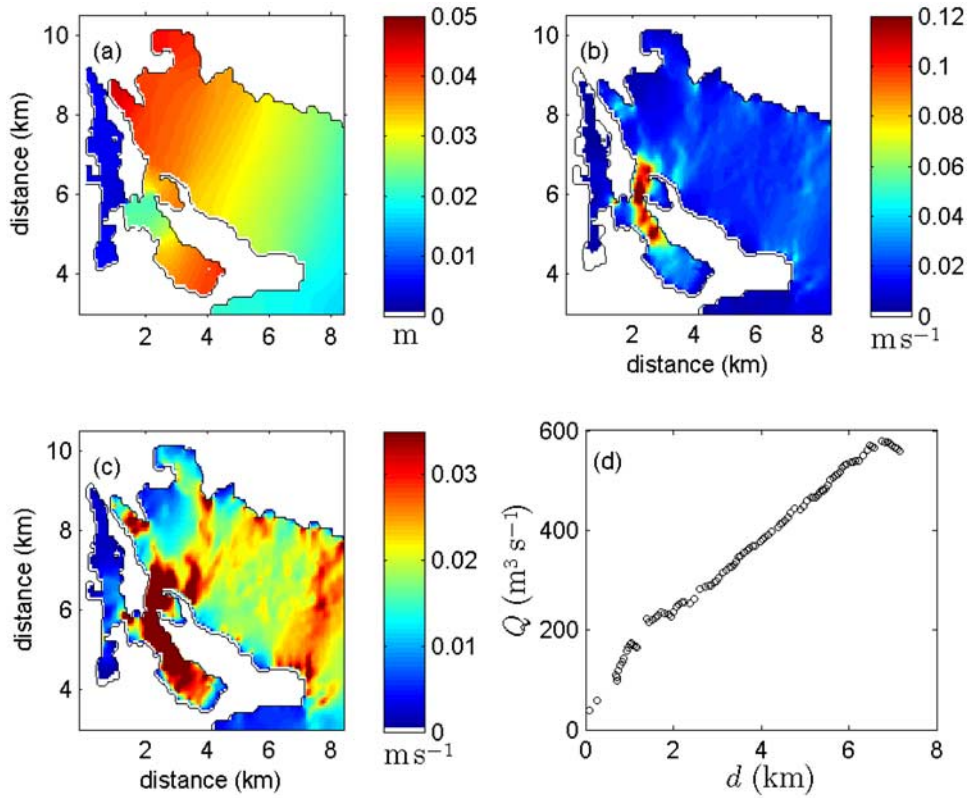 (a)
distance (km)
10
8
6
4
2 4 6 8
0.05
0.04
0.03
0.02
0.01
0
m
(b)
10
8
6
4
2 4 6 8
distance (km)
0.12
0.1
0.08
0.06
0.04
0.02
0
m s−1
(c)
distance (km)
10
8
6
4
2 4 6 8
distance (km)
0.03
0.02
0.01
0
m s−1
(d)
Q (m3 s−1)
600
400
200
0
0 2 4 6 8
d (km)